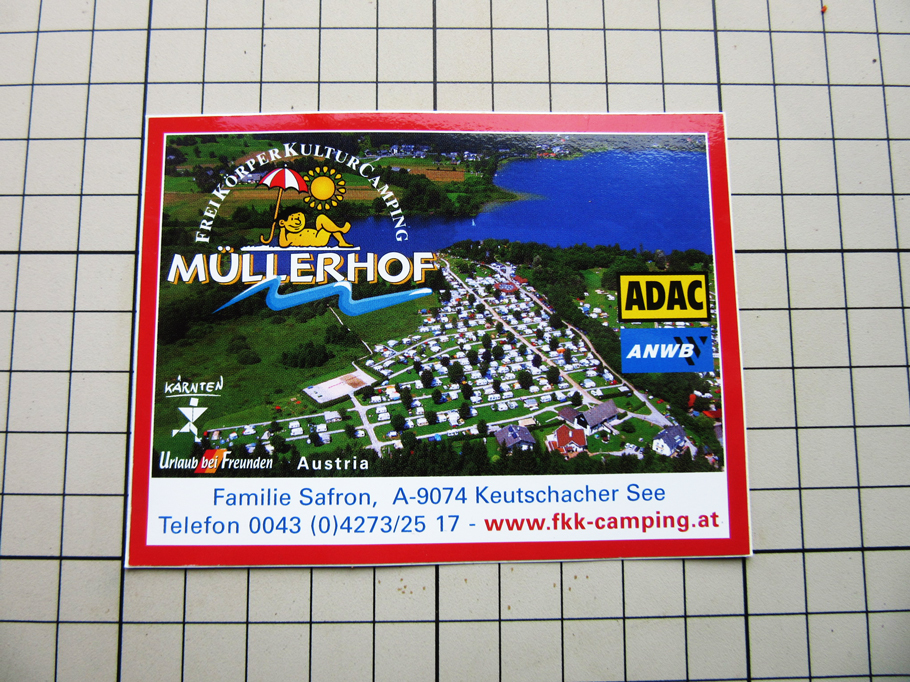 FREIKÖRPERKULTURCAMPING
MÜLLERHOF
ADAC
ANWB
KÄRNTEN
Urlaub bei Freunden
Austria
Familie Safron, A-9074 Keutschacher See
Telefon 0043 (0)4273/25 17 - www.fkk-camping.at